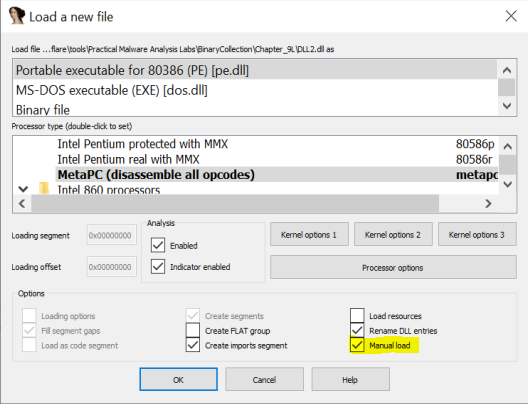 Load a new file
Load file ...flare\tools\Practical Malware Analysis Labs\BinaryCollection\Chapter_9L\DLL2.dll as
Portable executable for 80386 (PE) [pe.dll]
MS-DOS executable (EXE) [dos.dll]
Binary file
Processor type (double-click to set)
Intel Pentium protected with MMX 80586p
Intel Pentium real with MMX 80586r
MetaPC (disassemble all opcodes) metapc
Intel 860 processors
Loading segment 0x00000000
Loading offset 0x00000000
Analysis
Enabled
Indicator enabled
Kernel options 1 Kernel options 2 Kernel options 3
Processor options
Options
Loading options Create segments Load resources
Fill segment gaps Create FLAT group Rename DLL entries
Load as code segment Create imports segment Manual load
OK Cancel Help